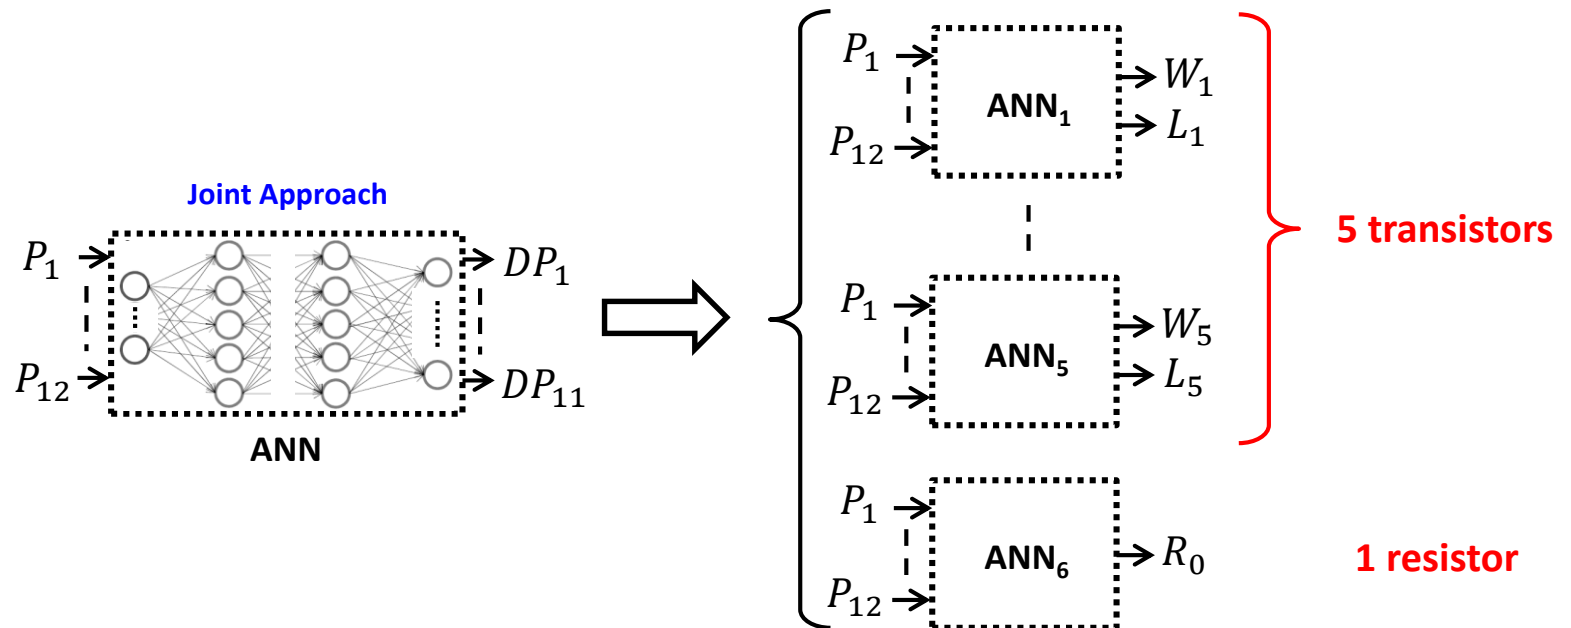 Joint Approach
P₁
P₁₂
DP₁
DP₁₁
ANN
P₁
P₁₂
ANN₁
W₁
L₁
P₁
P₁₂
ANN₅
W₅
L₅
5 transistors
P₁
P₁₂
ANN₆
R₀
1 resistor